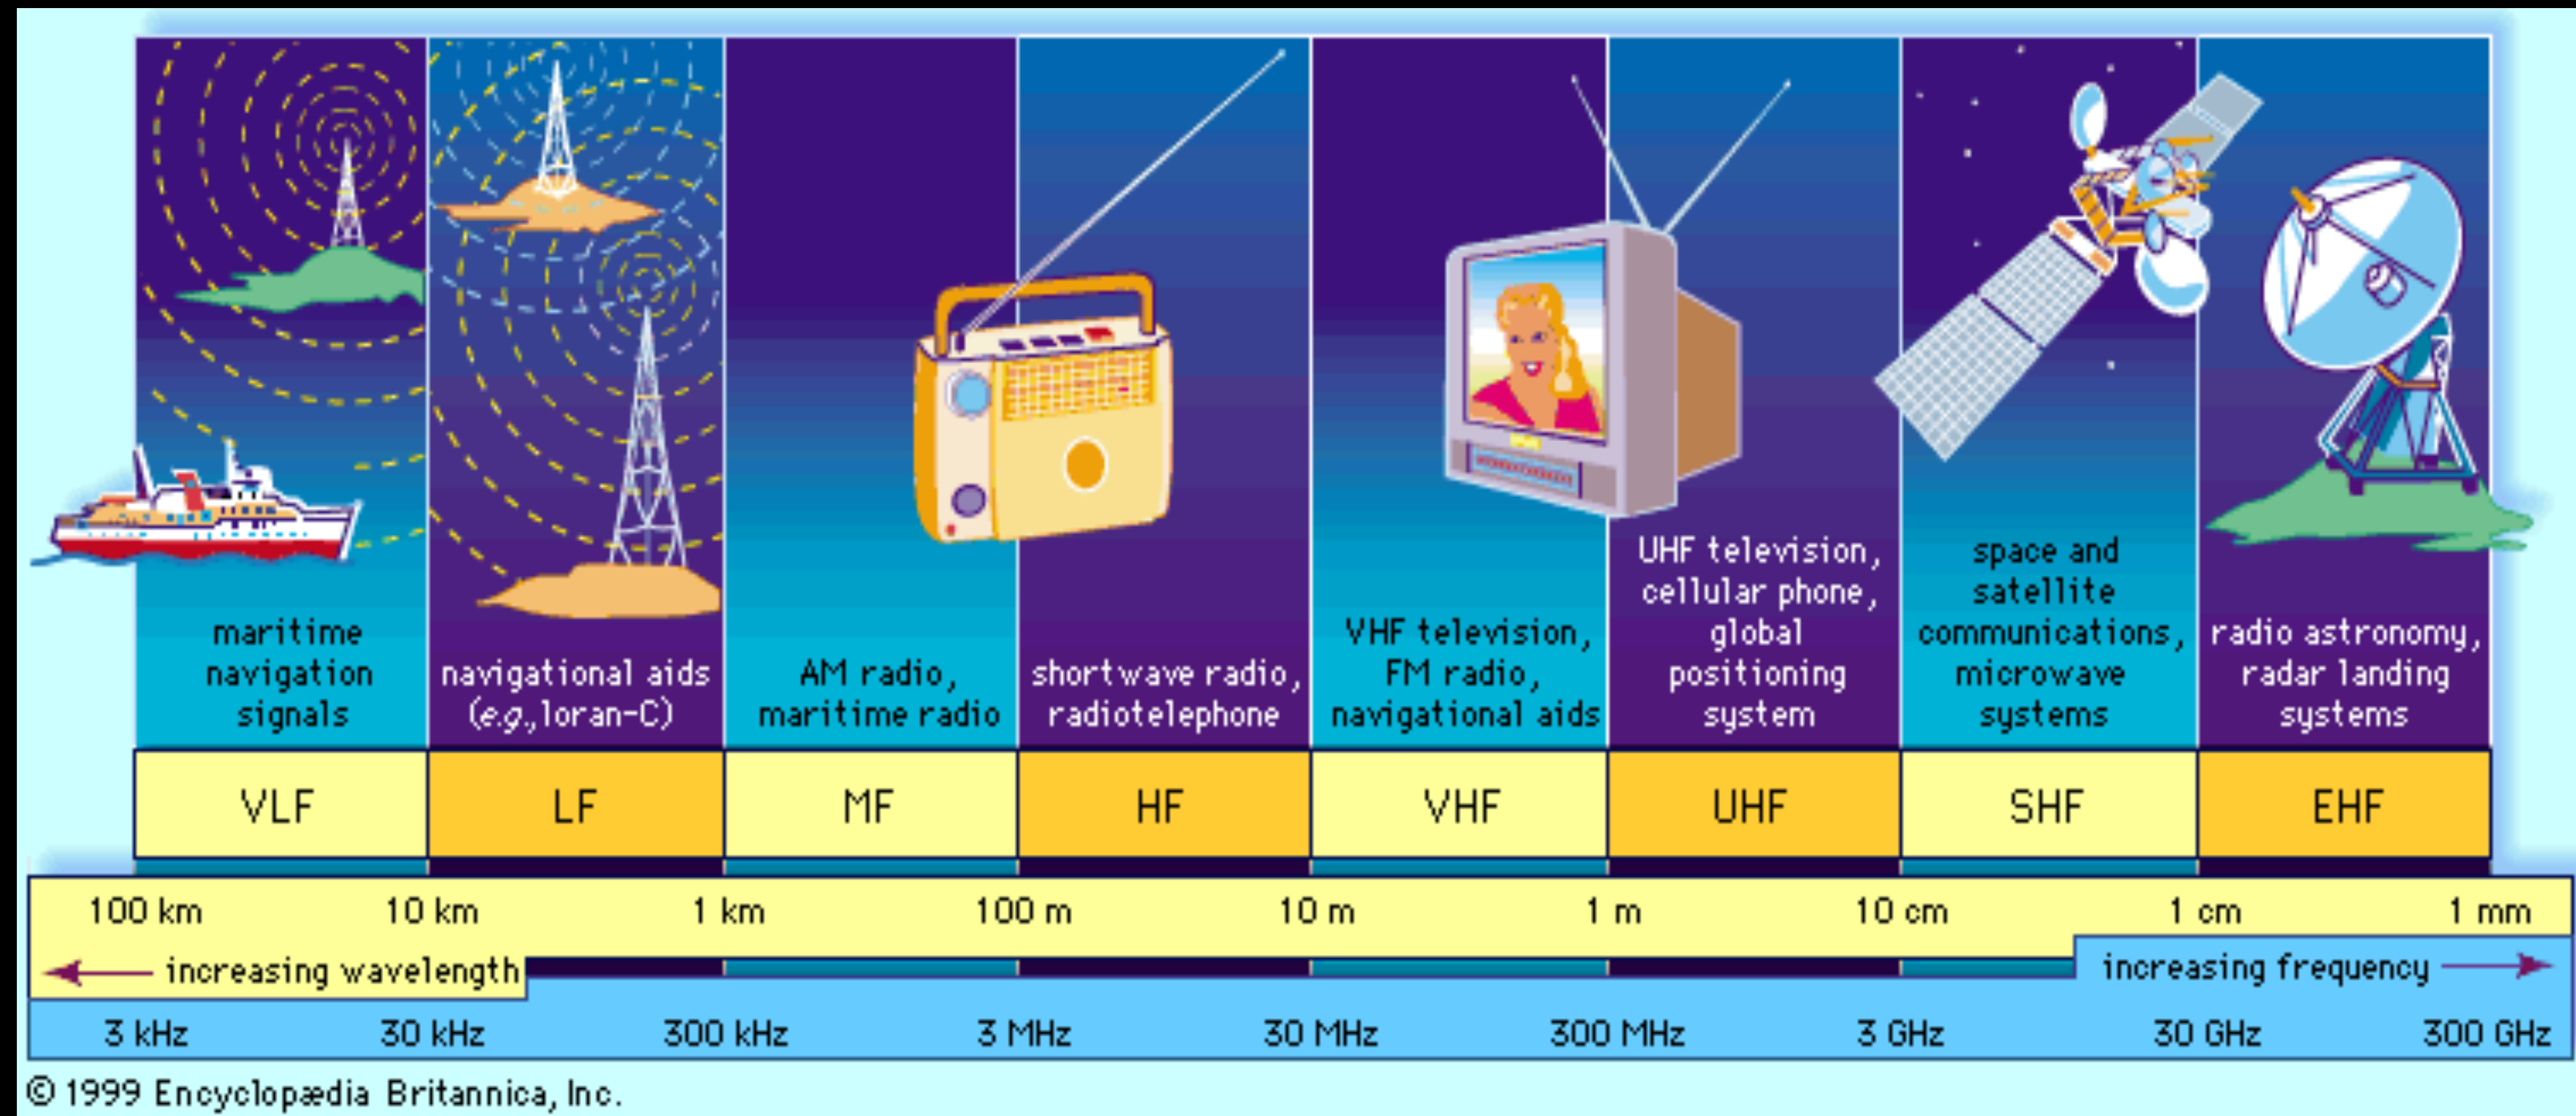 maritime
navigation
signals
navigational aids
(e.g., loran-C)
AM radio,
maritime radio
shortwave radio,
radiotelephone
VHF television,
FM radio,
navigational aids
UHF television,
cellular phone,
global
positioning
system
space and
satellite
communications,
microwave
systems
radio astronomy,
radar landing
systems
VLF LF MF HF VHF UHF SHF EHF
100 km 10 km 1 km 100 m 10 m 1 m 10 cm 1 cm 1 mm
increasing wavelength
increasing frequency
3 kHz 30 kHz 300 kHz 3 MHz 30 MHz 300 MHz 3 GHz 30 GHz 300 GHz
© 1999 Encyclopædia Britannica, Inc.